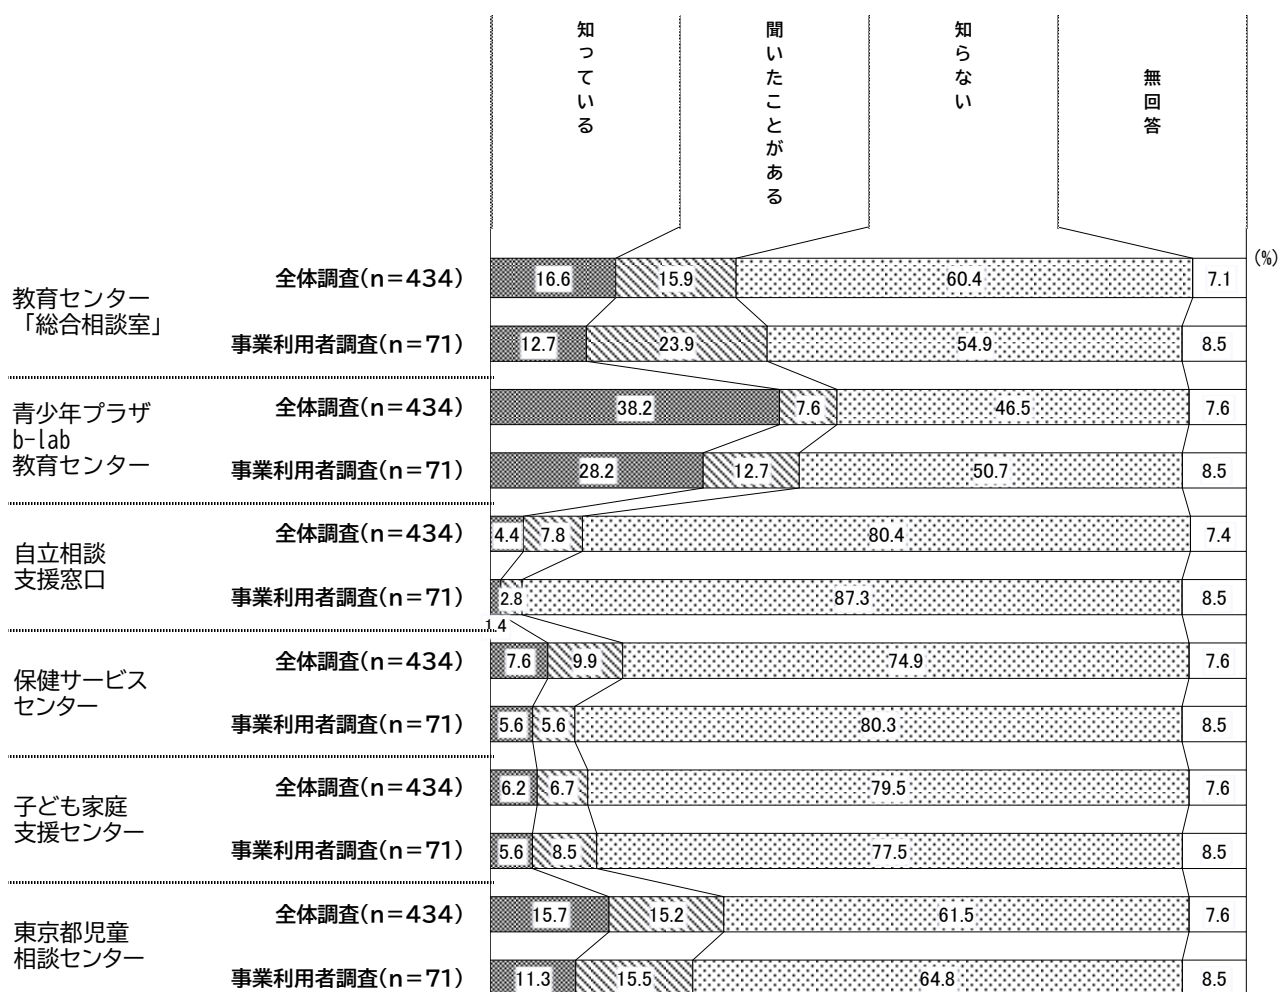 知っている
聞いたことがある
知らない
無回答
(%)
教育センター
「総合相談室」
全体調査(n=434)
16.6 15.9 60.4 7.1
事業利用者調査(n=71)
12.7 23.9 54.9 8.5
青少年プラザ
b-lab
教育センター
全体調査(n=434)
38.2 7.6 46.5 7.6
事業利用者調査(n=71)
28.2 12.7 50.7 8.5
自立相談
支援窓口
全体調査(n=434)
4.4 7.8 80.4 7.4
事業利用者調査(n=71)
2.8 87.3 8.5
1.4
保健サービス
センター
全体調査(n=434)
7.6 9.9 74.9 7.6
事業利用者調査(n=71)
5.6 5.6 80.3 8.5
子ども家庭
支援センター
全体調査(n=434)
6.2 6.7 79.5 7.6
事業利用者調査(n=71)
5.6 8.5 77.5 8.5
東京都児童
相談センター
全体調査(n=434)
15.7 15.2 61.5 7.6
事業利用者調査(n=71)
11.3 15.5 64.8 8.5